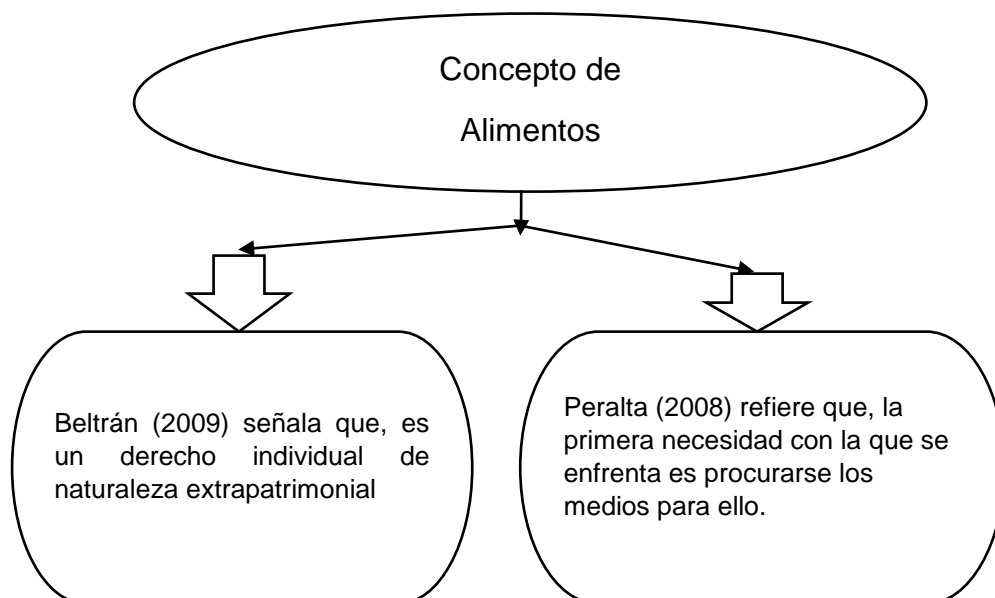 Concepto de
Alimentos
Beltrán (2009) señala que, es
un derecho individual de
naturaleza extrapatrimonial
Peralta (2008) refiere que, la
primera necesidad con la que se
enfrenta es procurarse los
medios para ello.